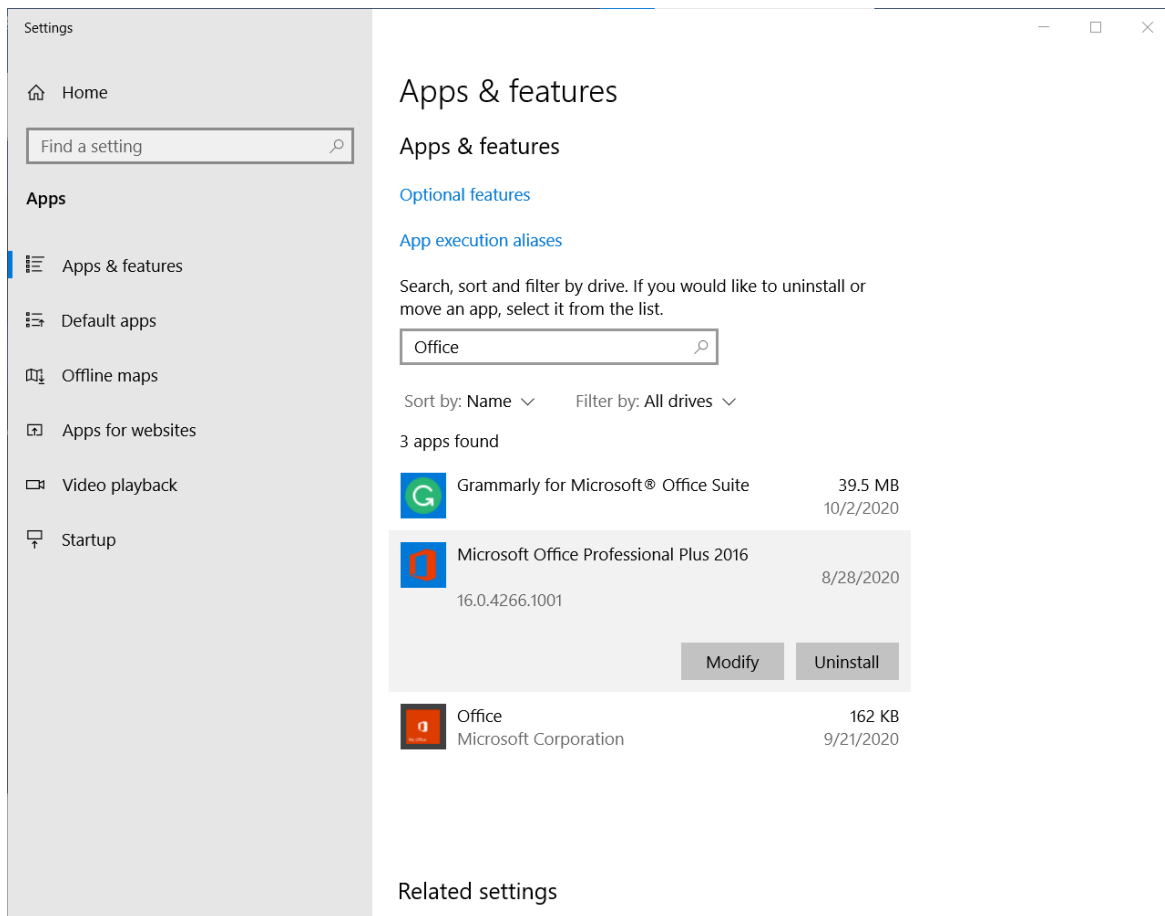 Settings
Home
Find a setting
Apps
Apps & features
Default apps
Offline maps
Apps for websites
Video playback
Startup
Apps & features
Apps & features
Optional features
App execution aliases
Search, sort and filter by drive. If you would like to uninstall or
move an app, select it from the list.
Office
Sort by: Name Filter by: All drives
3 apps found
Grammarly for Microsoft® Office Suite 39.5 MB
10/2/2020
Microsoft Office Professional Plus 2016
8/28/2020
16.0.4266.1001
Modify Uninstall
Office 162 KB
Microsoft Corporation 9/21/2020
Related settings